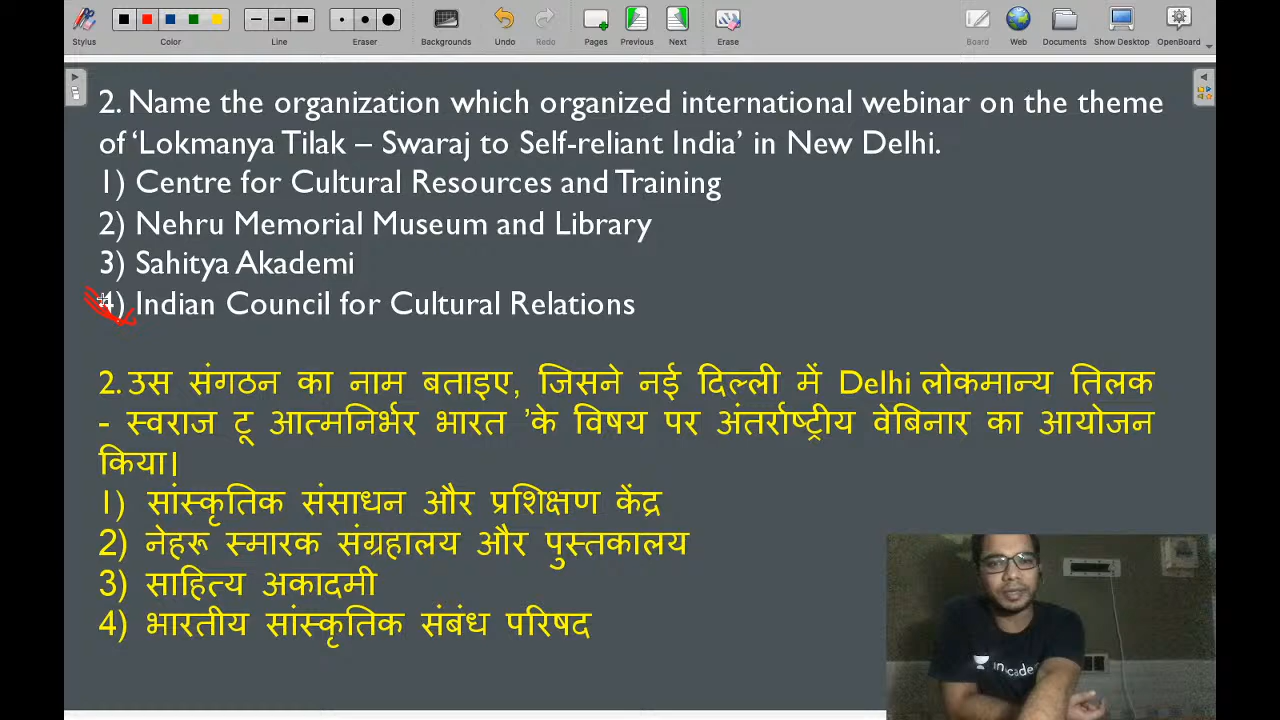 Stylus
Color
Line
Eraser
Backgrounds
Undo
Redo
Pages
Previous
Next
Erase
Board
Web
Documents
Show Desktop
OpenBoard
2. Name the organization which organized international webinar on the theme
of ‘Lokmanya Tilak – Swaraj to Self-reliant India’ in New Delhi.
1) Centre for Cultural Resources and Training
2) Nehru Memorial Museum and Library
3) Sahitya Akademi
4) Indian Council for Cultural Relations
2. उस संगठन का नाम बताइए, जिसने नई दिल्ली में Delhi लोकमान्य तिलक
- स्वराज टू आत्मनिर्भर भारत ’के विषय पर अंतर्राष्ट्रीय वेबिनार का आयोजन
किया।
1) सांस्कृतिक संसाधन और प्रशिक्षण केंद्र
2) नेहरू स्मारक संग्रहालय और पुस्तकालय
3) साहित्य अकादमी
4) भारतीय सांस्कृतिक संबंध परिषद